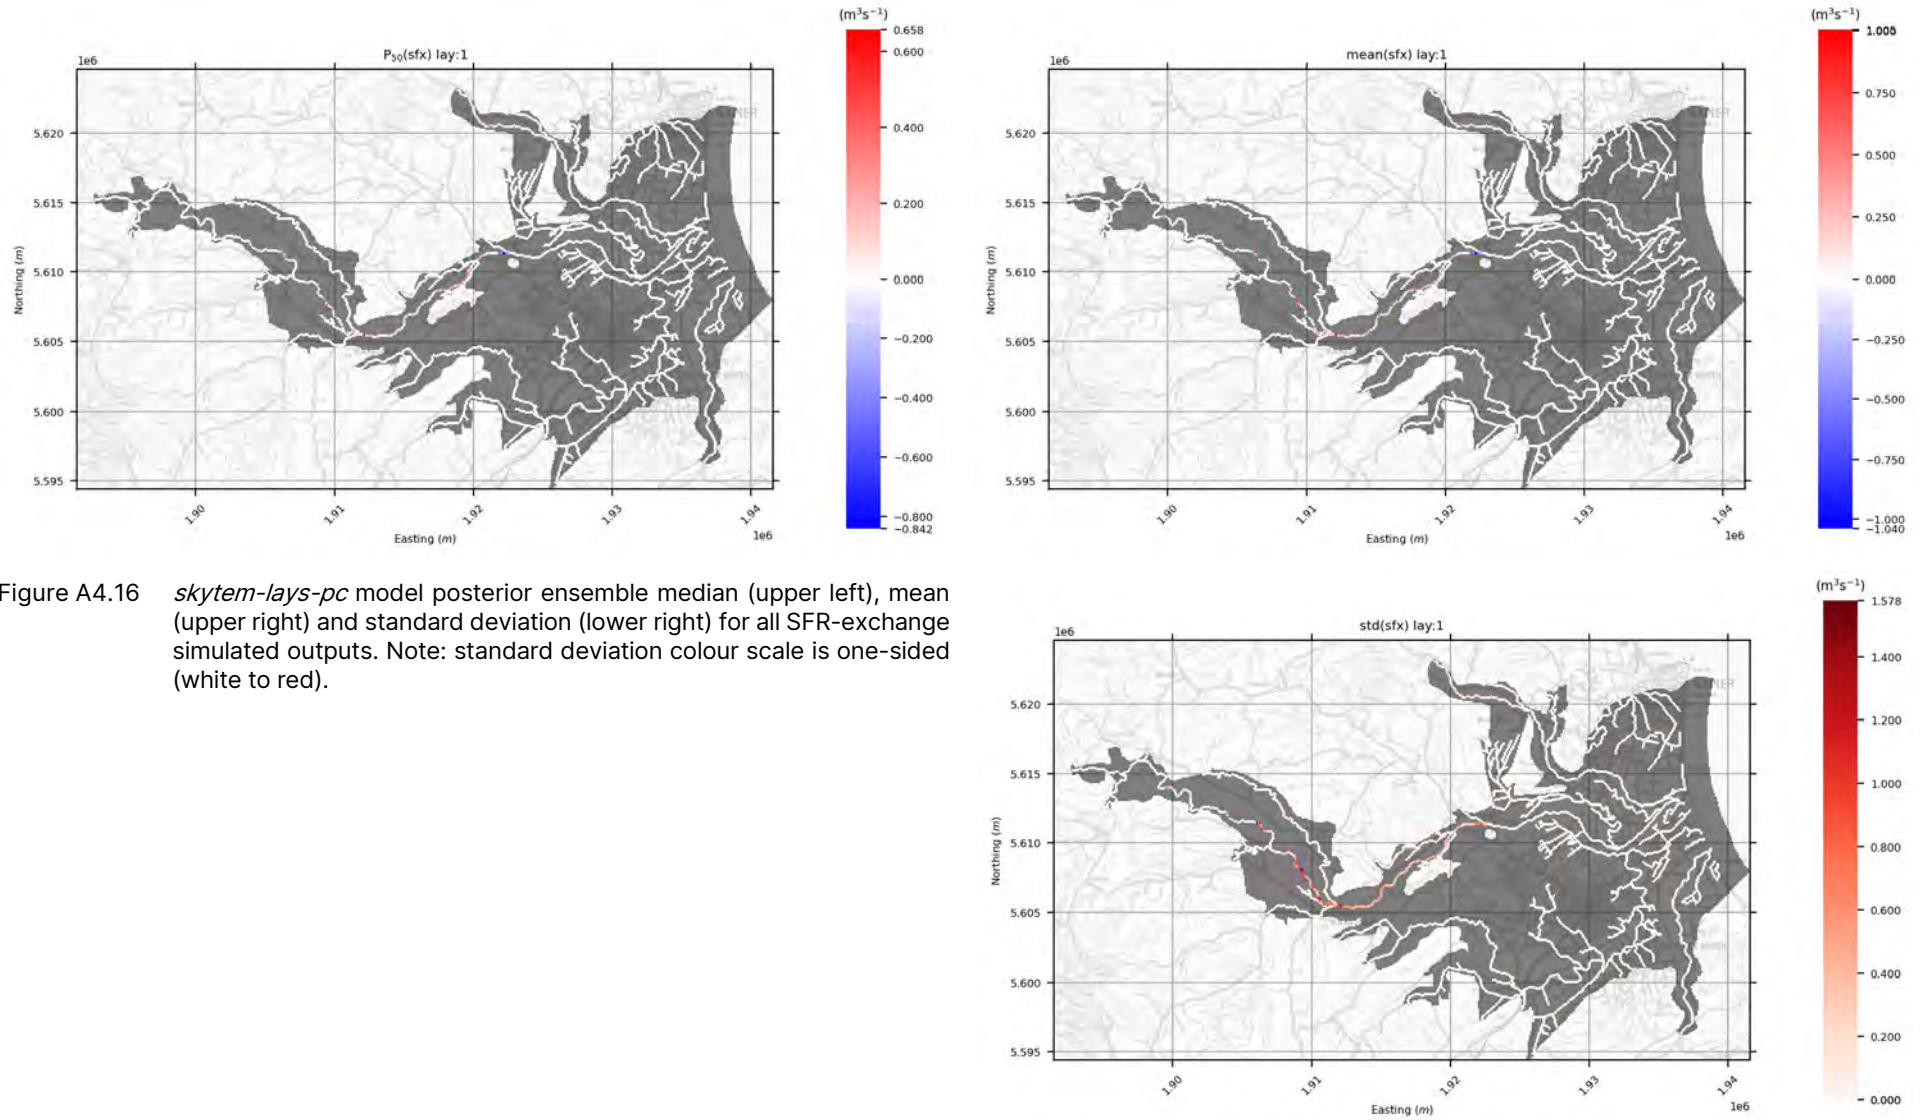 (m³s⁻¹)
P₅₀(sfx) lay:1
1e6
5.620
5.615
5.610
5.605
5.600
5.595
Northing (m)
1.90
1.91
1.92
1.93
1.94
1e6
Easting (m)
0.658
0.600
0.400
0.200
0.000
−0.200
−0.400
−0.600
−0.800
−0.842
(m³s⁻¹)
mean(sfx) lay:1
1e6
5.620
5.615
5.610
5.605
5.600
5.595
Northing (m)
1.90
1.91
1.92
1.93
1.94
1e6
Easting (m)
0.750
0.500
0.250
0.000
−0.250
−0.500
−0.750
−1.000
−1.040
Figure A4.16 skytem-lays-pc model posterior ensemble median (upper left), mean
(upper right) and standard deviation (lower right) for all SFR-exchange
simulated outputs. Note: standard deviation colour scale is one-sided
(white to red).
(m³s⁻¹)
std(sfx) lay:1
1e6
5.620
5.615
5.610
5.605
5.600
5.595
Northing (m)
1.90
1.91
1.92
1.93
1.94
1e6
Easting (m)
1.578
1.400
1.200
1.000
0.800
0.600
0.400
0.200
0.000